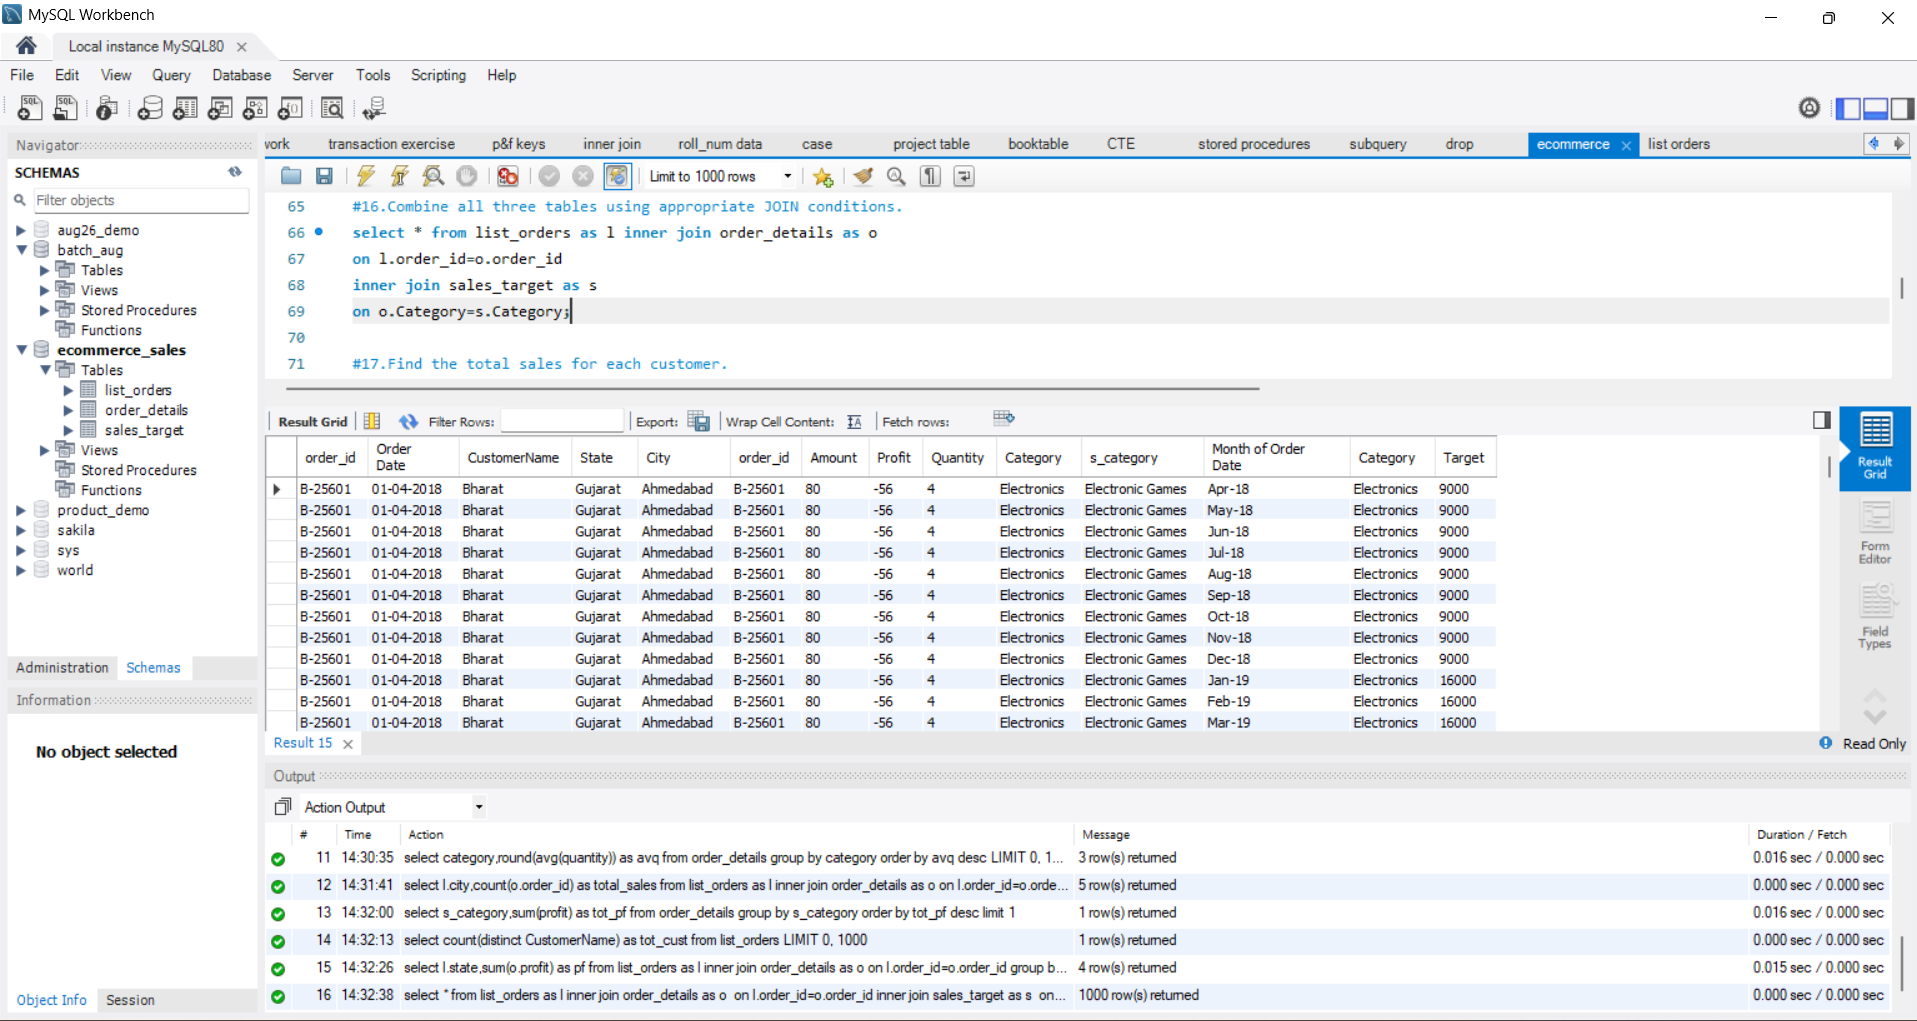 MySQL Workbench
Local instance MySQL80
File Edit View Query Database Server Tools Scripting Help
Navigator
work transaction exercise p&f keys inner join roll_num data case project table booktable CTE stored procedures subquery drop ecommerce list orders
SCHEMAS
Filter objects
Limit to 1000 rows
aug26_demo
batch_aug
Tables
Views
Stored Procedures
Functions
ecommerce_sales
Tables
list_orders
order_details
sales_target
Views
Stored Procedures
Functions
product_demo
sakila
sys
world
65 #16.Combine all three tables using appropriate JOIN conditions.
66 select * from list_orders as l inner join order_details as o
67 on l.order_id=o.order_id
68 inner join sales_target as s
69 on o.Category=s.Category;
70
71 #17.Find the total sales for each customer.
Result Grid Filter Rows: Export: Wrap Cell Content: Fetch rows:
order_id Order Date CustomerName State City order_id Amount Profit Quantity Category s_category Month of Order Date Category Target
B-25601 01-04-2018 Bharat Gujarat Ahmedabad B-25601 80 -56 4 Electronics Electronic Games Apr-18 Electronics 9000
B-25601 01-04-2018 Bharat Gujarat Ahmedabad B-25601 80 -56 4 Electronics Electronic Games May-18 Electronics 9000
B-25601 01-04-2018 Bharat Gujarat Ahmedabad B-25601 80 -56 4 Electronics Electronic Games Jun-18 Electronics 9000
B-25601 01-04-2018 Bharat Gujarat Ahmedabad B-25601 80 -56 4 Electronics Electronic Games Jul-18 Electronics 9000
B-25601 01-04-2018 Bharat Gujarat Ahmedabad B-25601 80 -56 4 Electronics Electronic Games Aug-18 Electronics 9000
B-25601 01-04-2018 Bharat Gujarat Ahmedabad B-25601 80 -56 4 Electronics Electronic Games Sep-18 Electronics 9000
B-25601 01-04-2018 Bharat Gujarat Ahmedabad B-25601 80 -56 4 Electronics Electronic Games Oct-18 Electronics 9000
B-25601 01-04-2018 Bharat Gujarat Ahmedabad B-25601 80 -56 4 Electronics Electronic Games Nov-18 Electronics 9000
B-25601 01-04-2018 Bharat Gujarat Ahmedabad B-25601 80 -56 4 Electronics Electronic Games Dec-18 Electronics 9000
B-25601 01-04-2018 Bharat Gujarat Ahmedabad B-25601 80 -56 4 Electronics Electronic Games Jan-19 Electronics 16000
B-25601 01-04-2018 Bharat Gujarat Ahmedabad B-25601 80 -56 4 Electronics Electronic Games Feb-19 Electronics 16000
B-25601 01-04-2018 Bharat Gujarat Ahmedabad B-25601 80 -56 4 Electronics Electronic Games Mar-19 Electronics 16000
Result Grid
Form Editor
Field Types
Administration Schemas
Information
No object selected
Result 15
Read Only
Output
Action Output
# Time Action Message Duration / Fetch
11 14:30:35 select category,round(avg(quantity)) as avq from order_details group by category order by avq desc LIMIT 0, 1... 3 row(s) returned 0.016 sec / 0.000 sec
12 14:31:41 select l.city,count(o.order_id) as total_sales from list_orders as l inner join order_details as o on l.order_id=o.orde... 5 row(s) returned 0.000 sec / 0.000 sec
13 14:32:00 select s_category,sum(profit) as tot_pf from order_details group by s_category order by tot_pf desc limit 1 1 row(s) returned 0.016 sec / 0.000 sec
14 14:32:13 select count(distinct CustomerName) as tot_cust from list_orders LIMIT 0, 1000 1 row(s) returned 0.000 sec / 0.000 sec
15 14:32:26 select l.state,sum(o.profit) as pf from list_orders as l inner join order_details as o on l.order_id=o.order_id group b... 4 row(s) returned 0.015 sec / 0.000 sec
16 14:32:38 select * from list_orders as l inner join order_details as o on l.order_id=o.order_id inner join sales_target as s on... 1000 row(s) returned 0.000 sec / 0.000 sec
Object Info Session